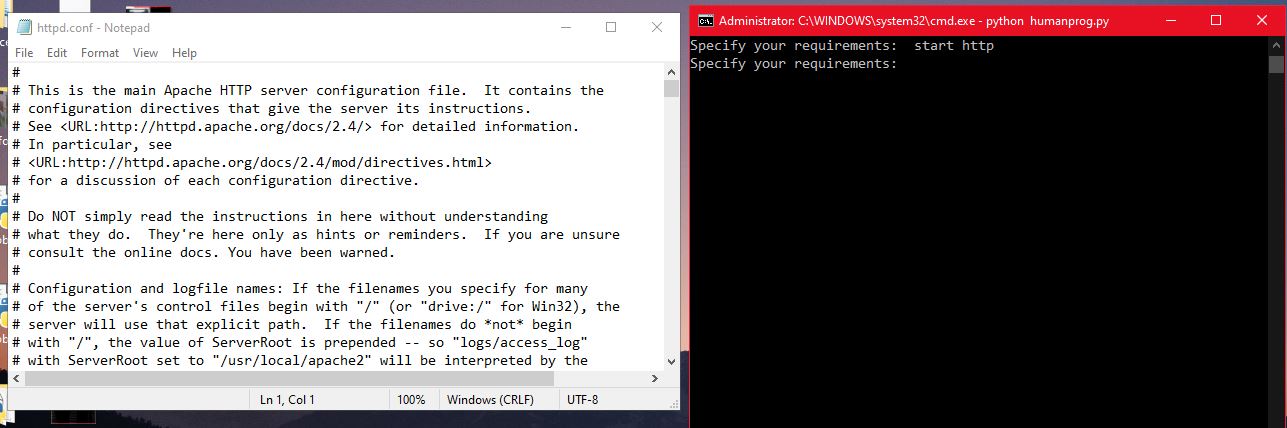 httpd.conf - Notepad
File Edit Format View Help
#
# This is the main Apache HTTP server configuration file.  It contains the
# configuration directives that give the server its instructions.
# See <URL:http://httpd.apache.org/docs/2.4/> for detailed information.
# In particular, see
# <URL:http://httpd.apache.org/docs/2.4/mod/directives.html>
# for a discussion of each configuration directive.
#
# Do NOT simply read the instructions in here without understanding
# what they do.  They're here only as hints or reminders.  If you are unsure
# consult the online docs. You have been warned.
#
# Configuration and logfile names: If the filenames you specify for many
# of the server's control files begin with "/" (or "drive:/" for Win32), the
# server will use that explicit path.  If the filenames do *not* begin
# with "/", the value of ServerRoot is prepended -- so "logs/access_log"
# with ServerRoot set to "/usr/local/apache2" will be interpreted by the
Ln 1, Col 1 100% Windows (CRLF) UTF-8
Administrator: C:\WINDOWS\system32\cmd.exe - python  humanprog.py
Specify your requirements:  start http
Specify your requirements: